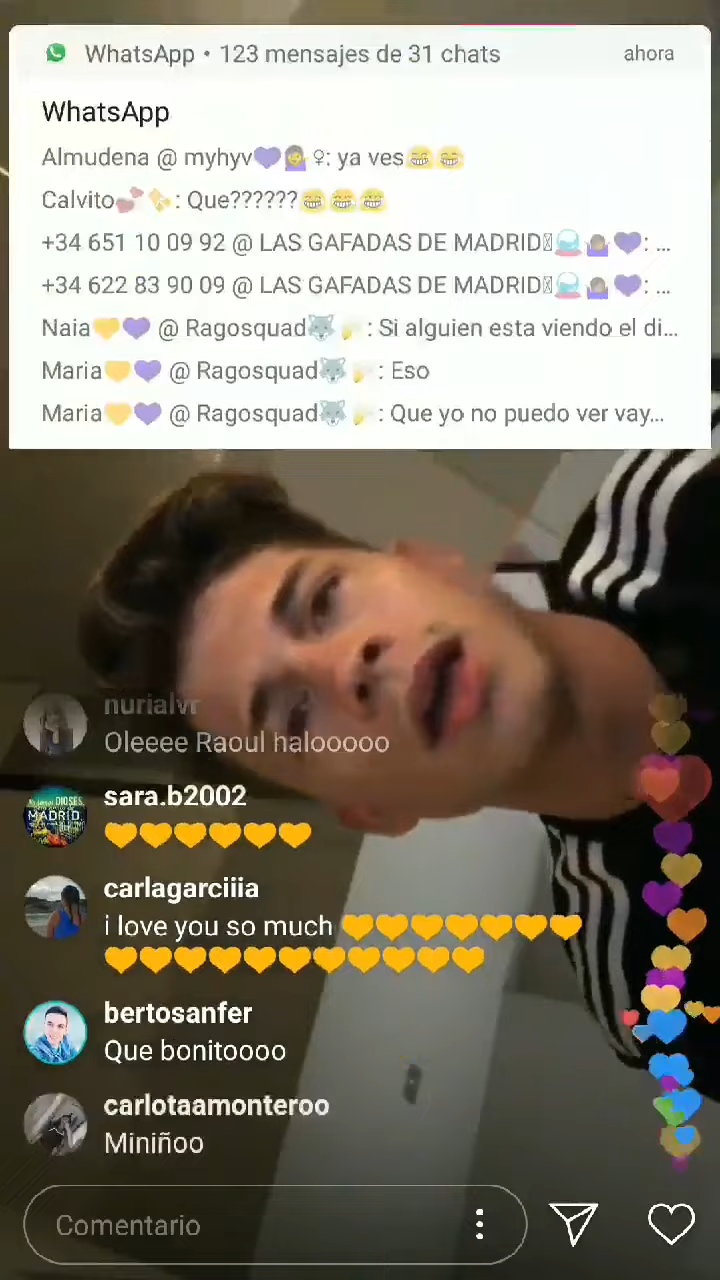 WhatsApp • 123 mensajes de 31 chats ahora
WhatsApp
Almudena @ myhyv💜🤷‍♀: ya ves😂😂
Calvito💕✨: Que??????😂😂😂
+34 651 10 09 92 @ LAS GAFADAS DE MADRID🔮🤷🏽💜: ...
+34 622 83 90 09 @ LAS GAFADAS DE MADRID🔮🤷🏽💜: ...
Naia💛💜 @ Ragosquad🐺: Si alguien esta viendo el di...
Maria💛💜 @ Ragosquad🐺: Eso
Maria💛💜 @ Ragosquad🐺: Que yo no puedo ver vay...
nurialvr
Oleeee Raoul halooooo
sara.b2002
💛💛💛💛💛💛
carlagarciiia
i love you so much 💛💛💛💛💛💛💛
💛💛💛💛💛💛💛💛💛💛💛
bertosanfer
Que bonitoooo
carlotaamonteroo
Miniñoo
Comentario